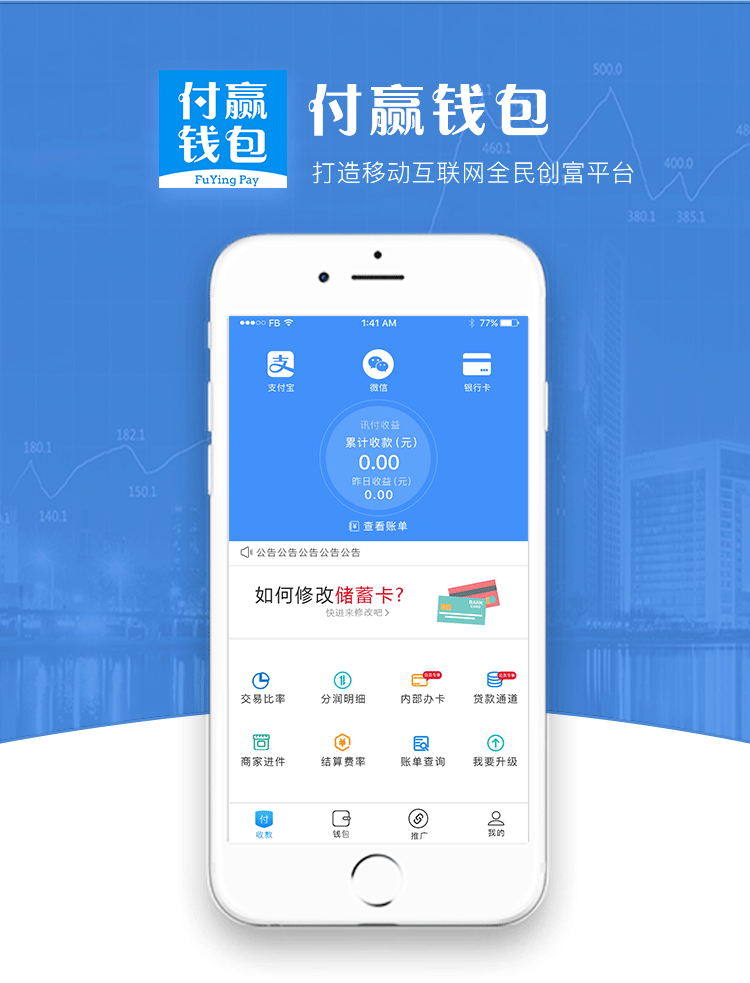 付赢
钱包
FuYing Pay
付赢钱包
打造移动互联网全民创富平台
500.0
460.1
400.0
380.1
385.1
180.1
182.1
150.1
140.1
FB
1:41 AM
77%
支付宝
微信
银行卡
讯付收益
累计收款(元)
0.00
昨日收益(元)
0.00
查看账单
公告公告公告公告公告
如何修改储蓄卡?
快进来修改吧 >
BANK
CARD
交易比率
分润明细
内部办卡
贷款通道
商家进件
结算费率
账单查询
我要升级
付
收款
钱包
推广
我的